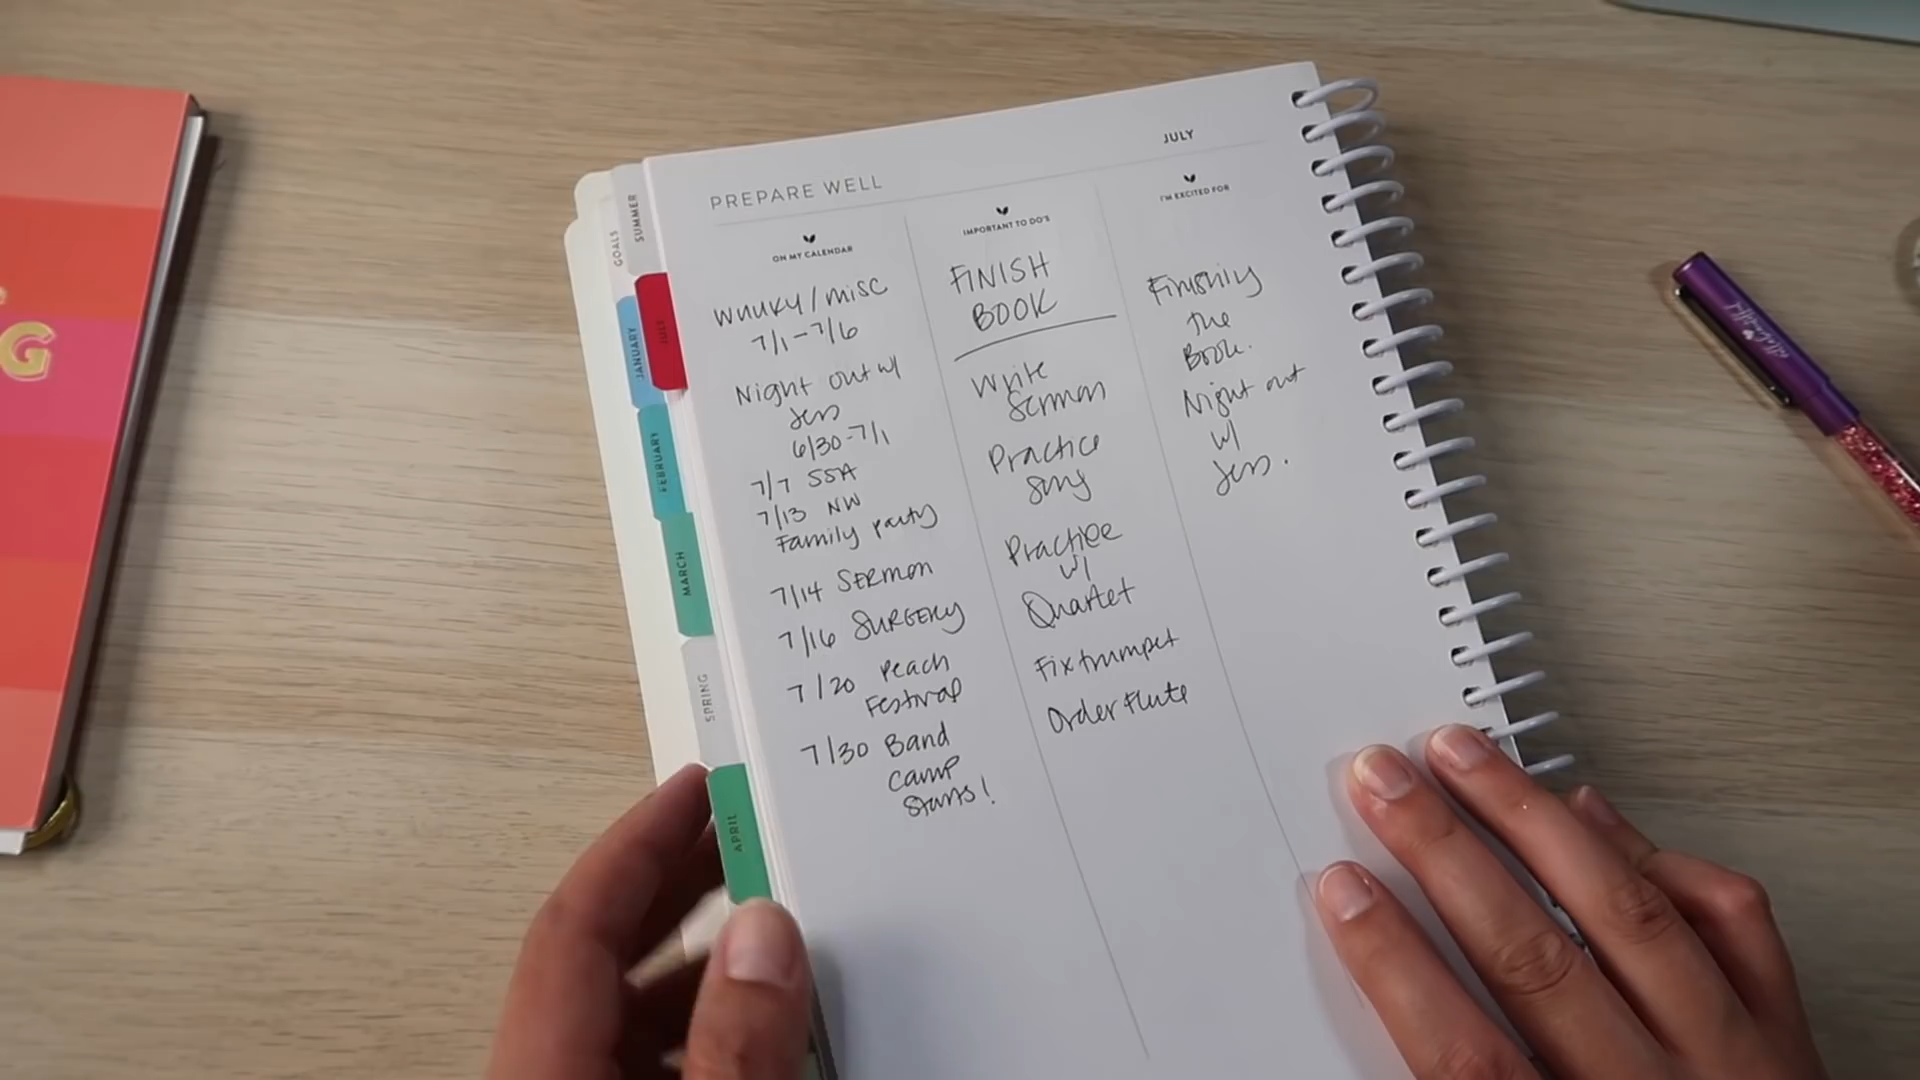 JULY
PREPARE WELL
ON MY CALENDAR
/ misc
7/1-7/6
Night out w/
Jess
6/30-7/1
7/7 SSA
7/13 NW
Family party
7/14 SERMON
7/16 SURGERY
7/20 Peach
Festival
7/30 Band
camp
starts!
IMPORTANT TO DO'S
FINISH
BOOK
Write
Sermon
Practice
song
Practice
w/
Quartet
Fix trumpet
Order Flute
I'M EXCITED FOR
Finishing
the
Book.
Night out
w/
Jess.
GOALS
SUMMER
JANUARY
JULY
FEBRUARY
MARCH
SPRING
APRIL
G